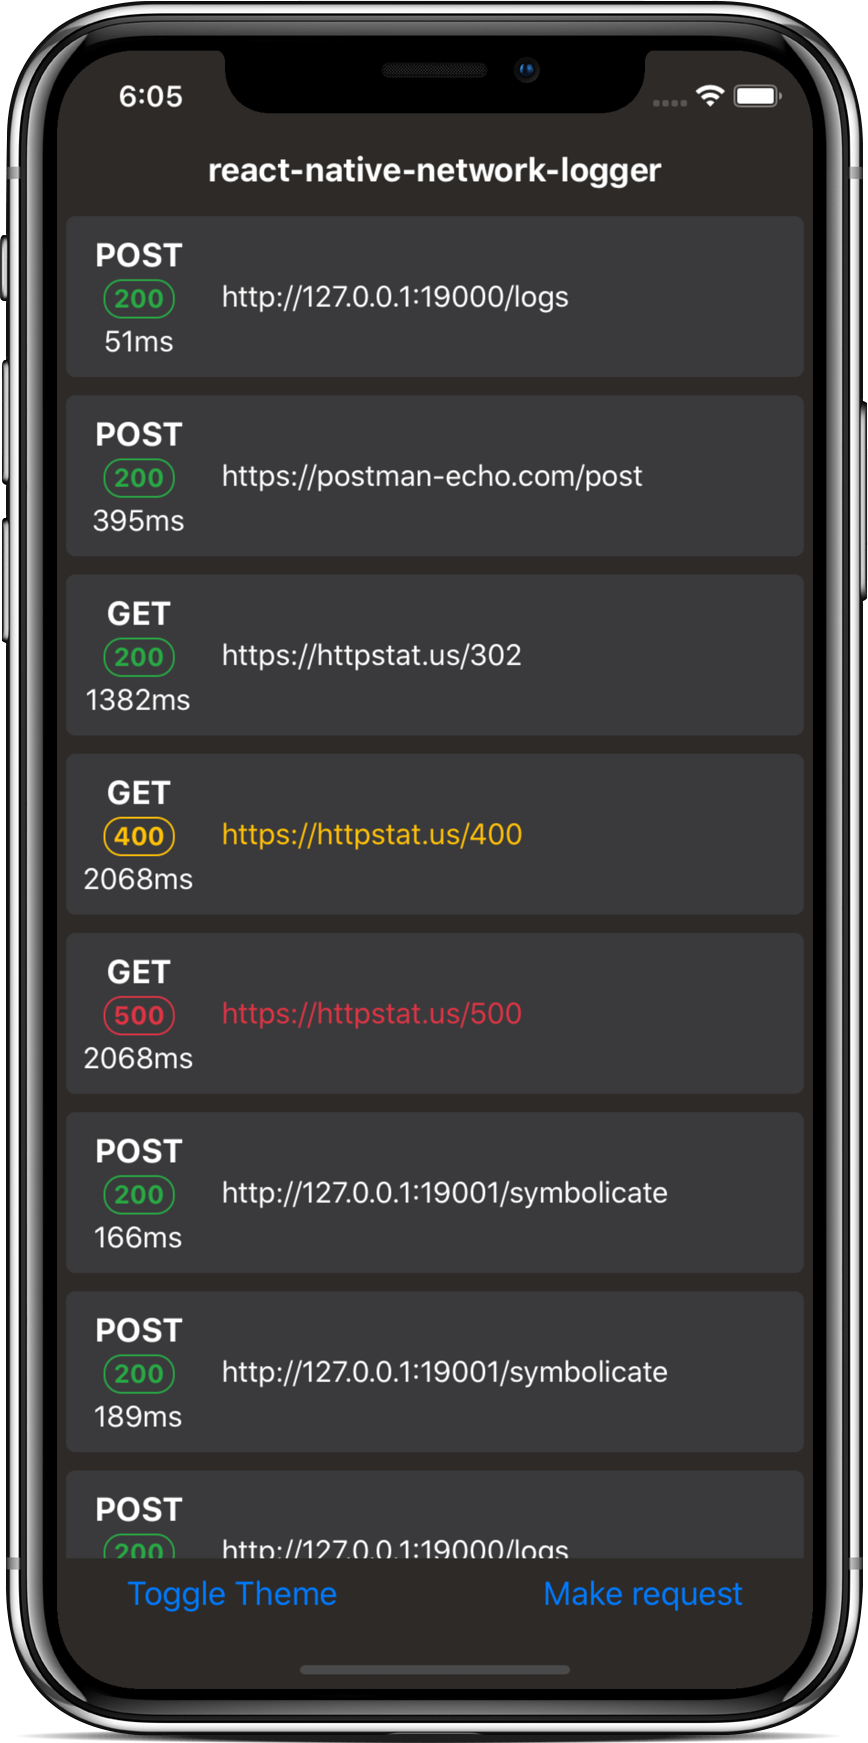 6:05
react-native-network-logger
POST
200
http://127.0.0.1:19000/logs
51ms
POST
200
https://postman-echo.com/post
395ms
GET
200
https://httpstat.us/302
1382ms
GET
400
https://httpstat.us/400
2068ms
GET
500
https://httpstat.us/500
2068ms
POST
200
http://127.0.0.1:19001/symbolicate
166ms
POST
200
http://127.0.0.1:19001/symbolicate
189ms
POST
200
http://127.0.0.1:19000/logs
Toggle Theme
Make request